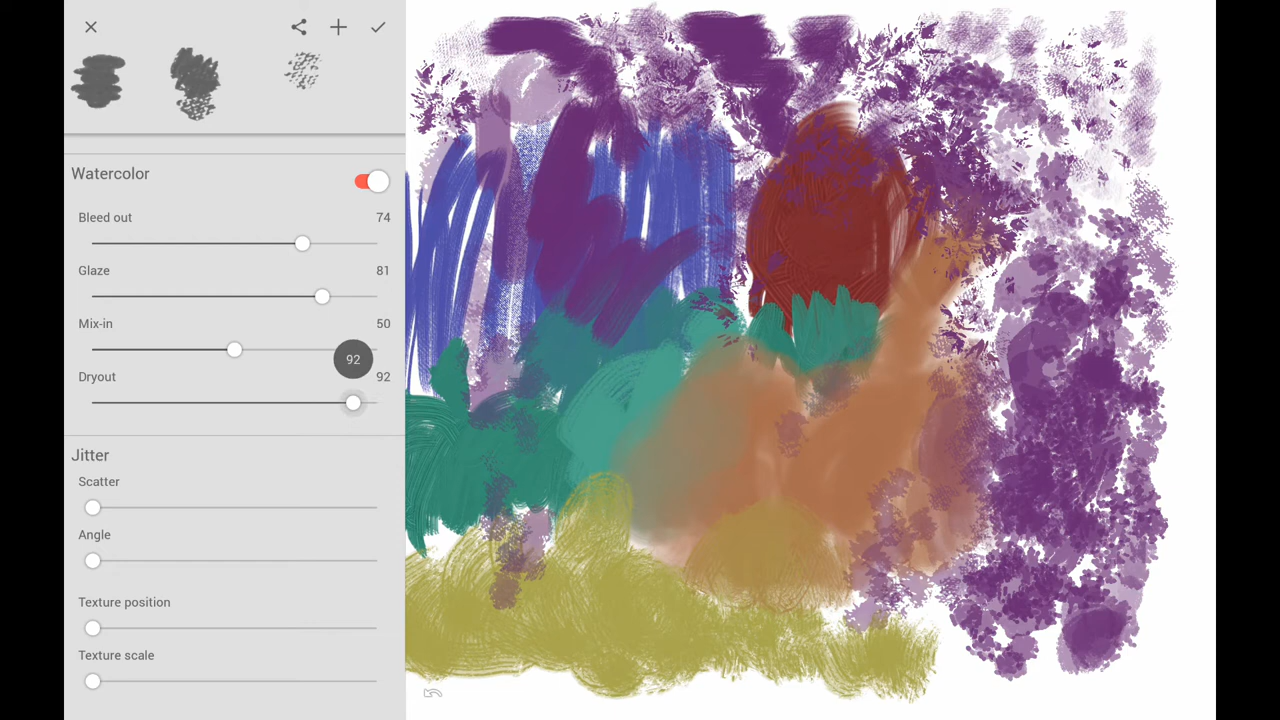 Watercolor
Bleed out 74
Glaze 81
Mix-in 50
92
Dryout 92
Jitter
Scatter
Angle
Texture position
Texture scale